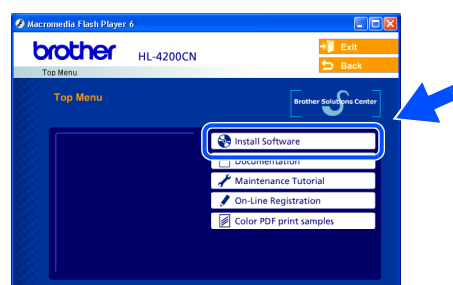 Macromedia Flash Player 6
brother
HL-4200CN
Exit
Back
Top Menu
Top Menu
Brother Solutions Center
Install Software
Documentation
Maintenance Tutorial
On-Line Registration
Color PDF print samples